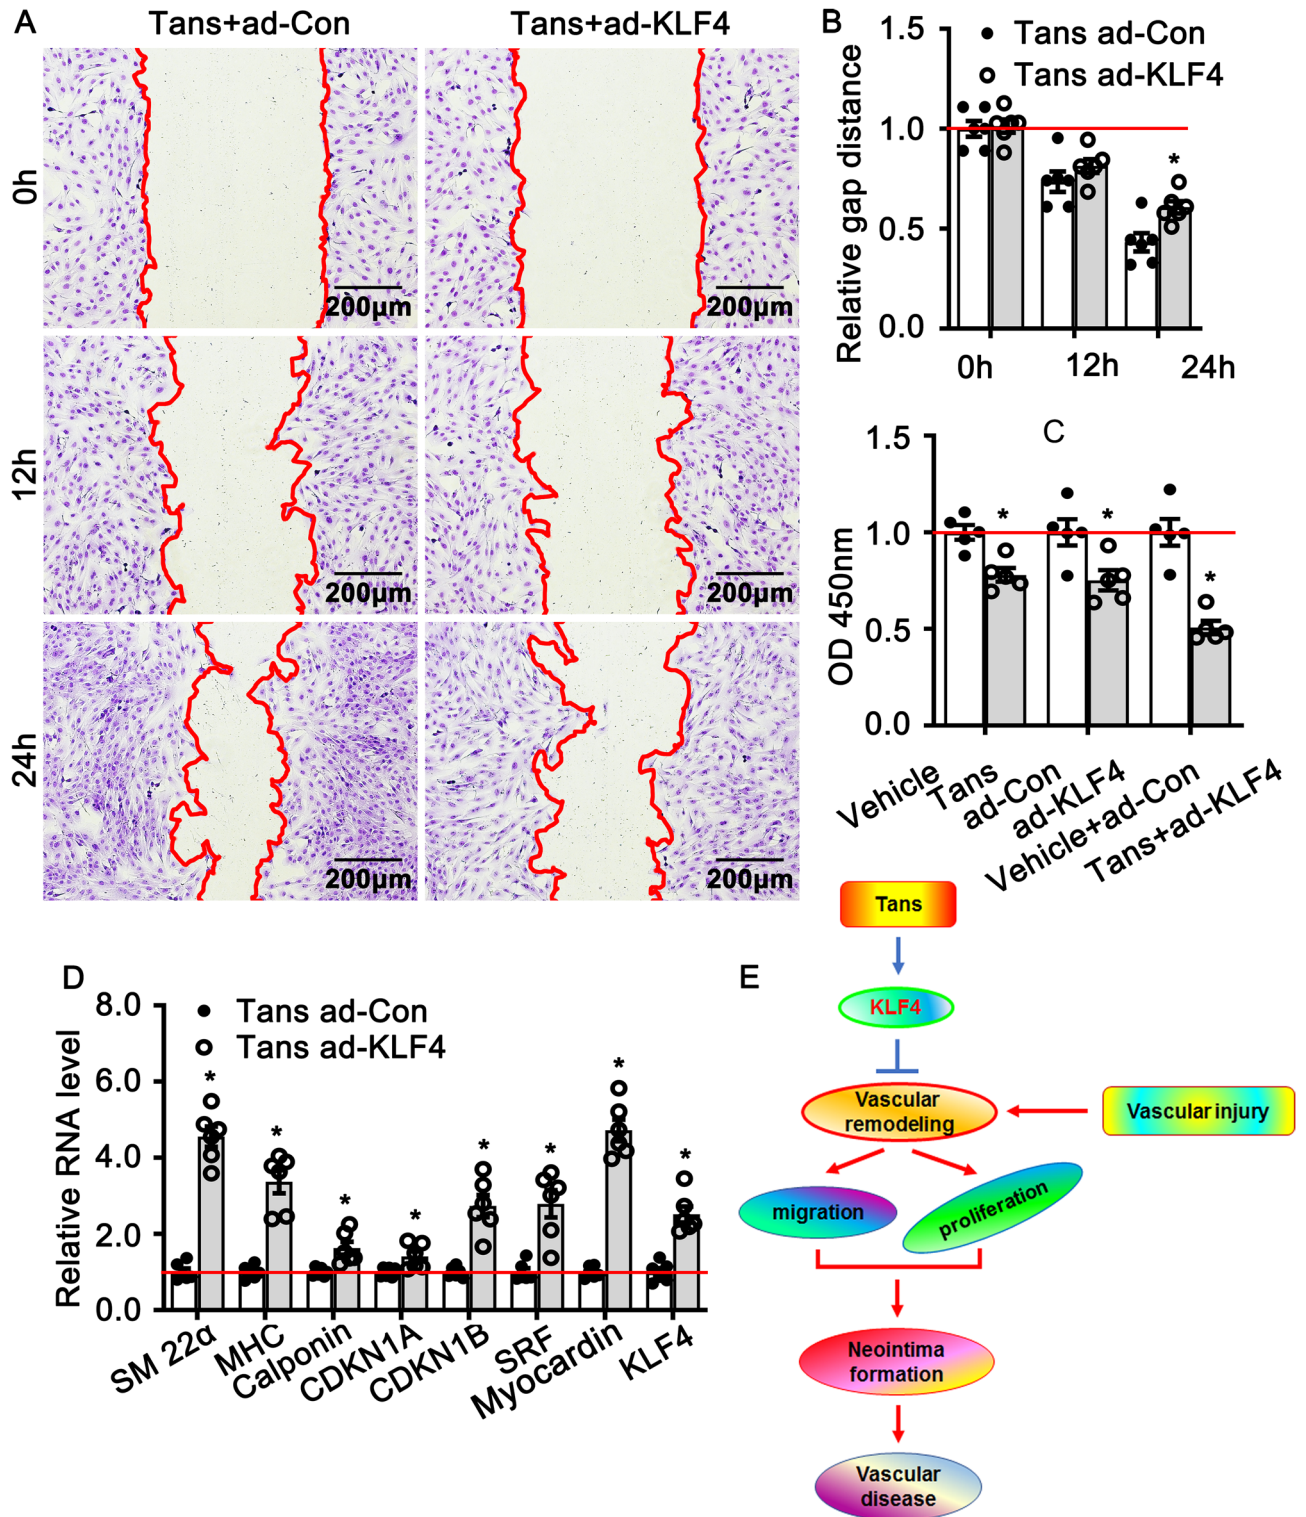 A
Tans+ad-Con
Tans+ad-KLF4
0h
200µm
200µm
12h
200µm
200µm
24h
200µm
200µm
B
Tans ad-Con
Tans ad-KLF4
Relative gap distance
1.5
1.0
0.5
0.0
*
0h
12h
24h
C
OD 450nm
1.5
1.0
0.5
0.0
*
*
*
Vehicle
Tans
ad-Con
ad-KLF4
Vehicle+ad-Con
Tans+ad-KLF4
D
Tans ad-Con
Tans ad-KLF4
Relative RNA level
8.0
6.0
4.0
2.0
0.0
*
*
*
*
*
*
*
*
SM 22α
MHC
Calponin
CDKN1A
CDKN1B
SRF
Myocardin
KLF4
E
Tans
KLF4
Vascular
remodeling
Vascular injury
migration
proliferation
Neointima
formation
Vascular
disease